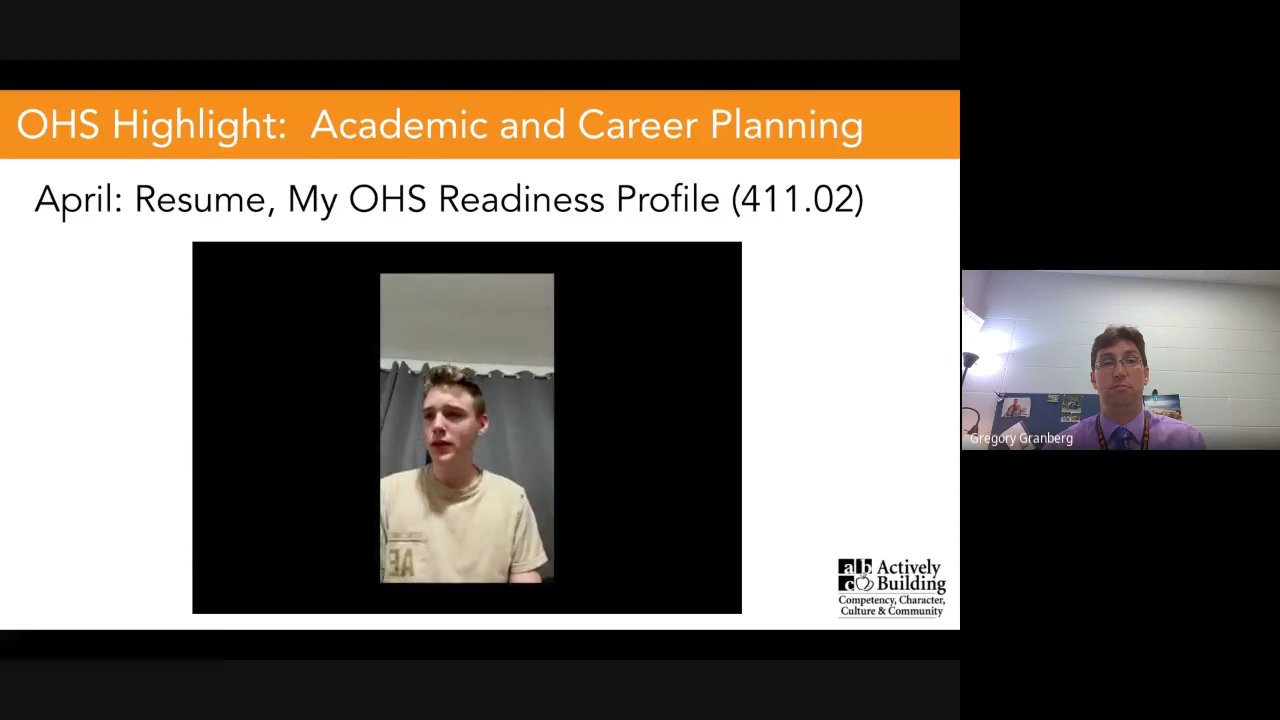 OHS Highlight:  Academic and Career Planning
April: Resume, My OHS Readiness Profile (411.02)
AE
Gregory Granberg
a b c
Actively
Building
Competency, Character,
Culture & Community